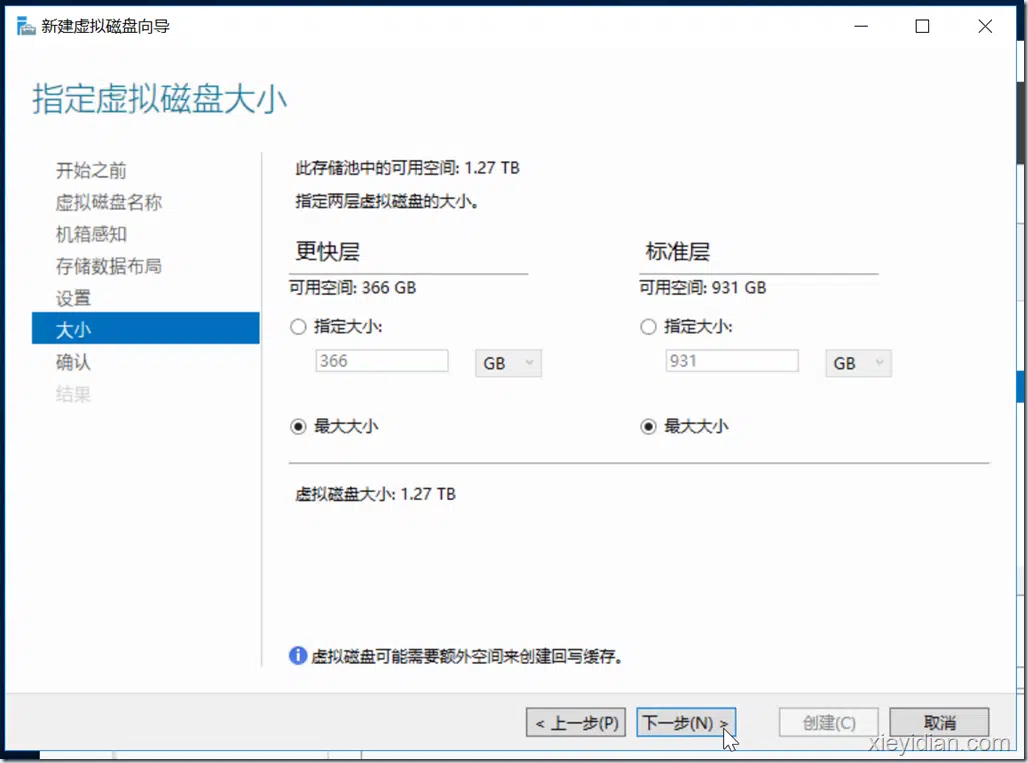 新建虚拟磁盘向导
指定虚拟磁盘大小
开始之前
虚拟磁盘名称
机箱感知
存储数据布局
设置
大小
确认
结果
此存储池中的可用空间: 1.27 TB
指定两层虚拟磁盘的大小。
更快层
可用空间: 366 GB
指定大小:
366 GB
最大大小
标准层
可用空间: 931 GB
指定大小:
931 GB
最大大小
虚拟磁盘大小: 1.27 TB
虚拟磁盘可能需要额外空间来创建回写缓存。
< 上一步(P) 下一步(N) > 创建(C) 取消
xieyidian.com